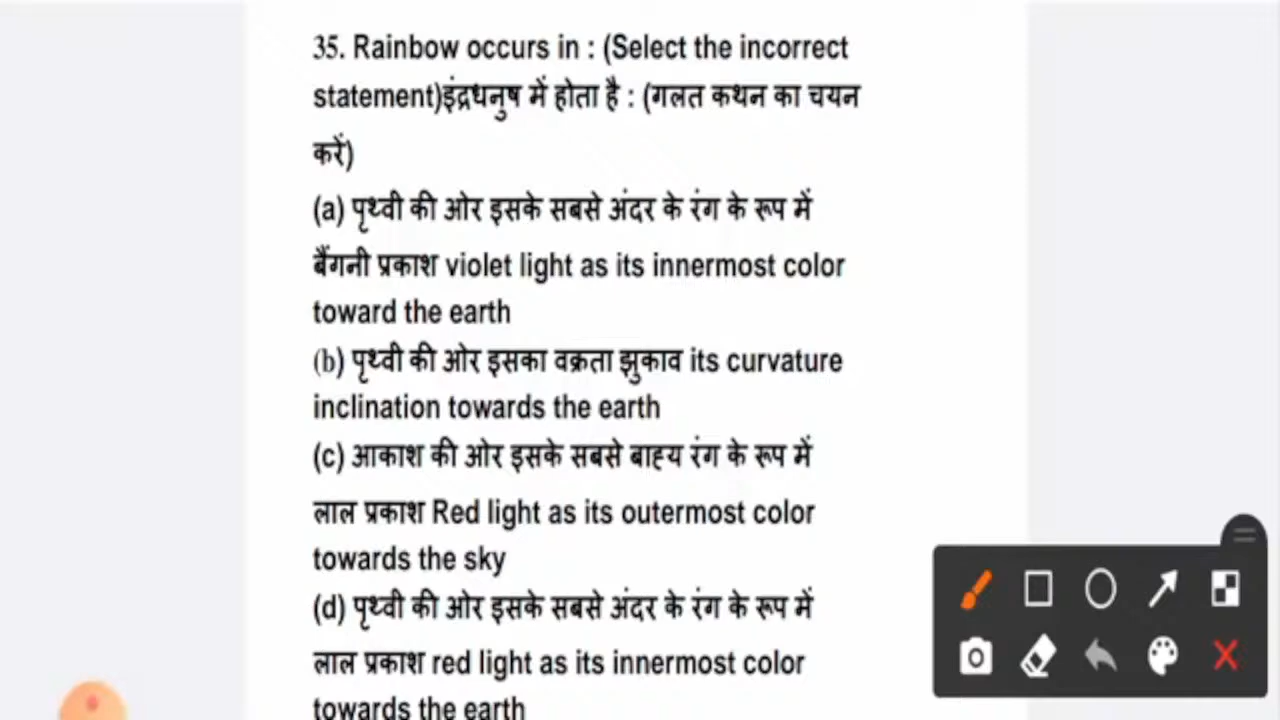 35. Rainbow occurs in : (Select the incorrect
statement)इंद्रधनुष में होता है : (गलत कथन का चयन
करें)
(a) पृथ्वी की ओर इसके सबसे अंदर के रंग के रूप में
बैंगनी प्रकाश violet light as its innermost color
toward the earth
(b) पृथ्वी की ओर इसका वक्रता झुकाव its curvature
inclination towards the earth
(c) आकाश की ओर इसके सबसे बाह्य रंग के रूप में
लाल प्रकाश Red light as its outermost color
towards the sky
(d) पृथ्वी की ओर इसके सबसे अंदर के रंग के रूप में
लाल प्रकाश red light as its innermost color
towards the earth